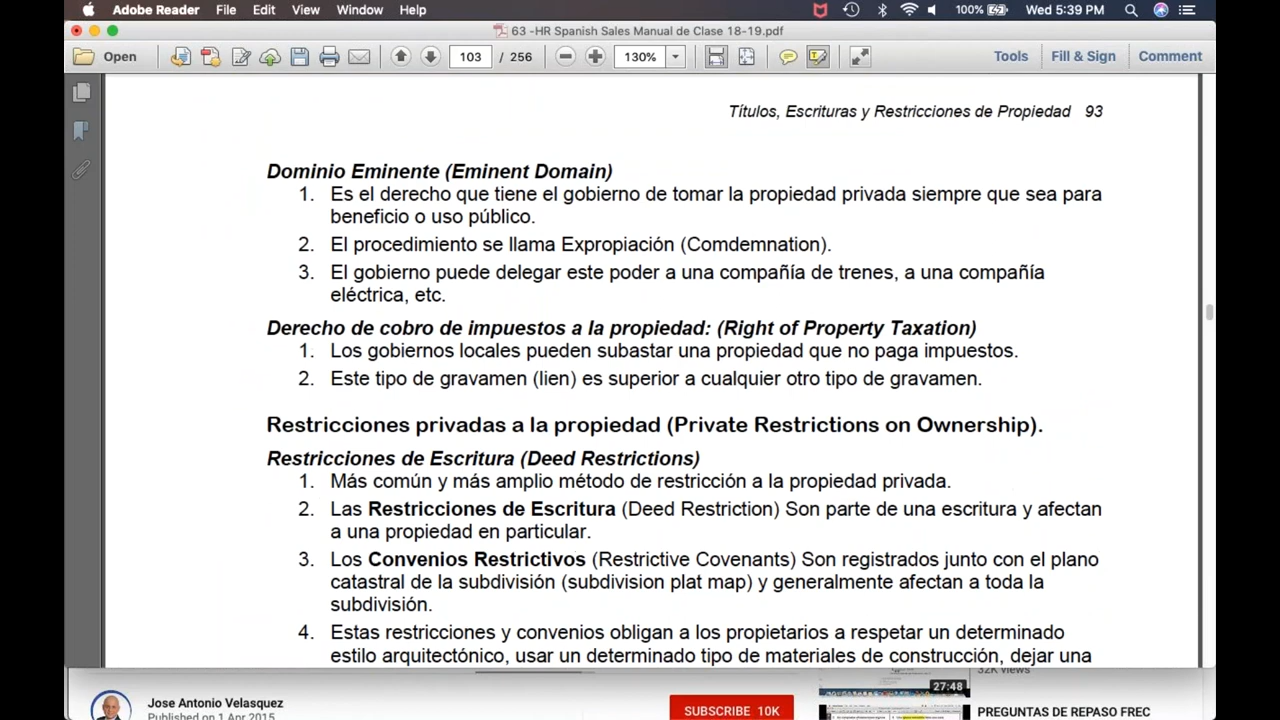 Adobe Reader File Edit View Window Help 100% Wed 5:39 PM
63 -HR Spanish Sales Manual de Clase 18-19.pdf
Open 103 / 256 130% Tools Fill & Sign Comment
Títulos, Escrituras y Restricciones de Propiedad 93
Dominio Eminente (Eminent Domain)
1. Es el derecho que tiene el gobierno de tomar la propiedad privada siempre que sea para
beneficio o uso público.
2. El procedimiento se llama Expropiación (Comdemnation).
3. El gobierno puede delegar este poder a una compañía de trenes, a una compañía
eléctrica, etc.
Derecho de cobro de impuestos a la propiedad: (Right of Property Taxation)
1. Los gobiernos locales pueden subastar una propiedad que no paga impuestos.
2. Este tipo de gravamen (lien) es superior a cualquier otro tipo de gravamen.
Restricciones privadas a la propiedad (Private Restrictions on Ownership).
Restricciones de Escritura (Deed Restrictions)
1. Más común y más amplio método de restricción a la propiedad privada.
2. Las Restricciones de Escritura (Deed Restriction) Son parte de una escritura y afectan
a una propiedad en particular.
3. Los Convenios Restrictivos (Restrictive Covenants) Son registrados junto con el plano
catastral de la subdivisión (subdivision plat map) y generalmente afectan a toda la
subdivisión.
4. Estas restricciones y convenios obligan a los propietarios a respetar un determinado
estilo arquitectónico, usar un determinado tipo de materiales de construcción, dejar una
32K views
27:48
Jose Antonio Velasquez
Published on 1 Apr 2015
SUBSCRIBE 10K
PREGUNTAS DE REPASO FREC